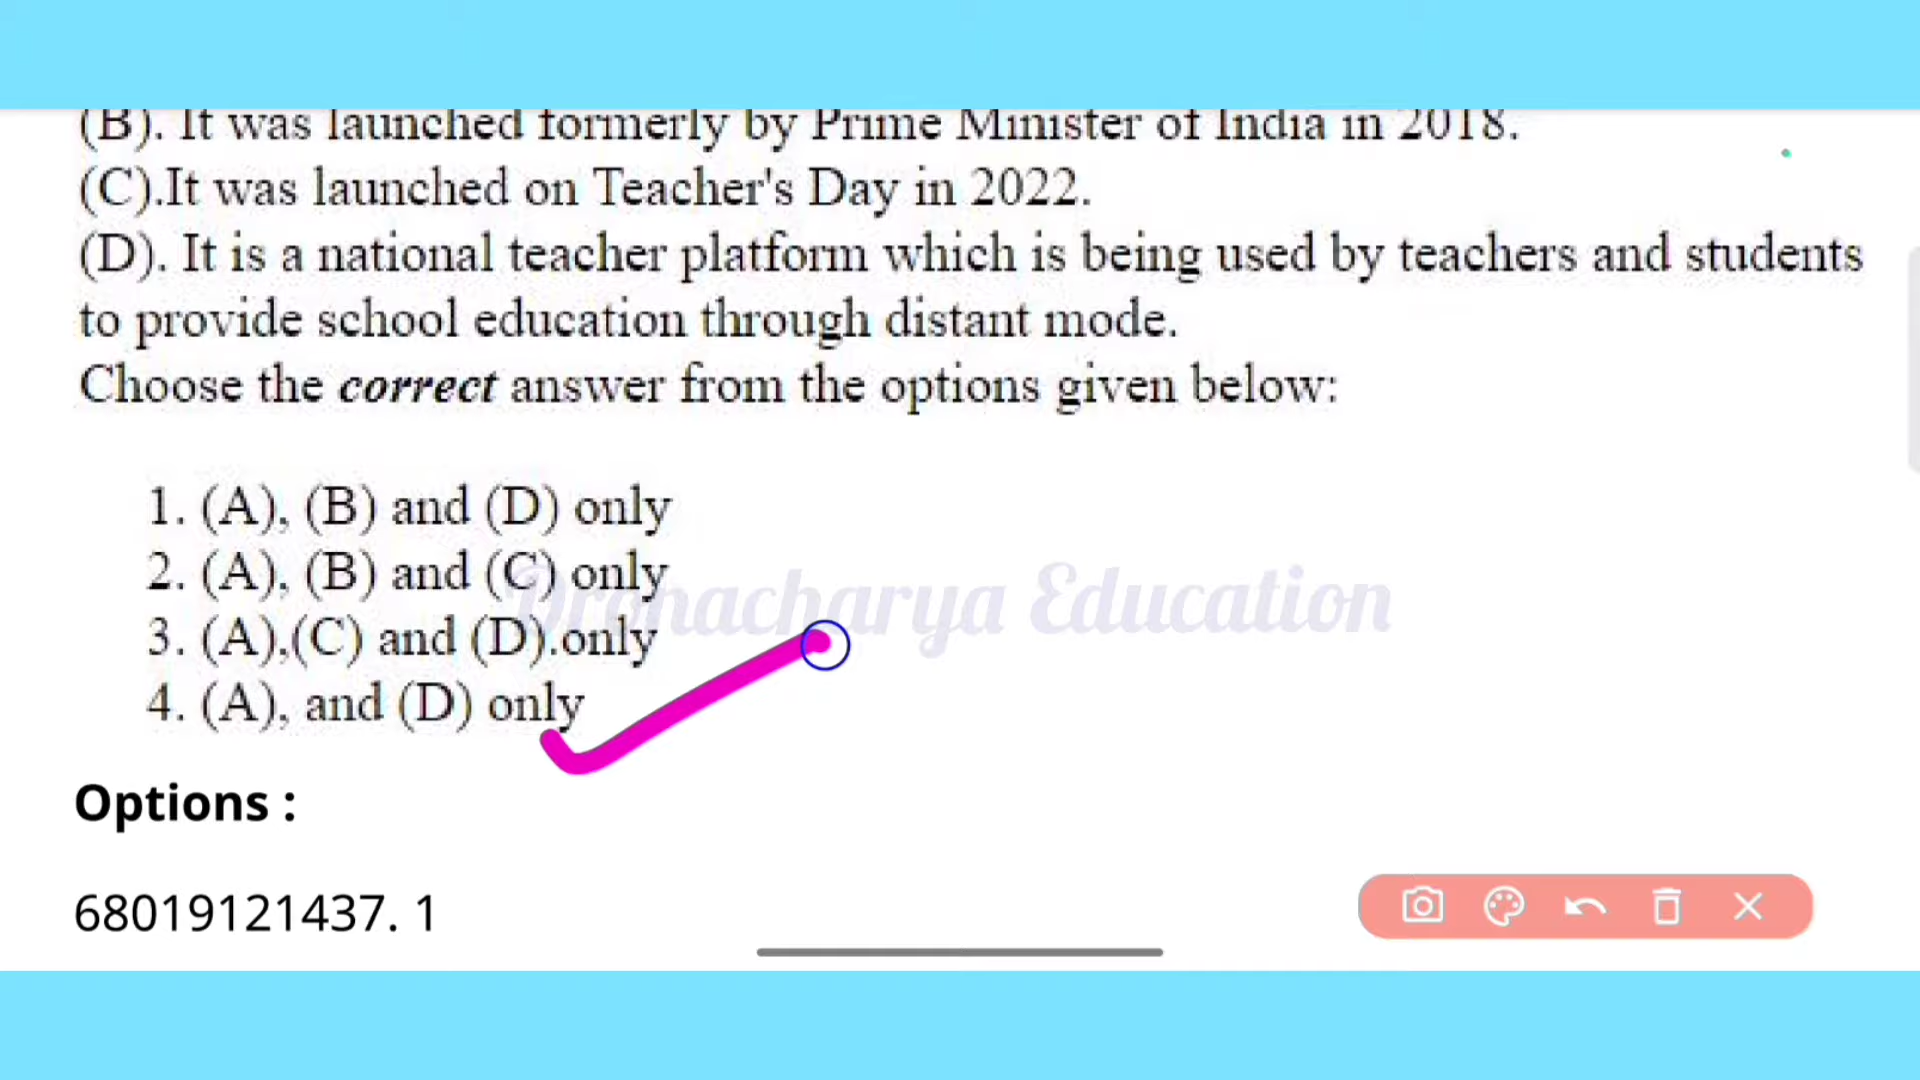 (B). It was launched formerly by Prime Minister of India in 2018.
(C).It was launched on Teacher's Day in 2022.
(D). It is a national teacher platform which is being used by teachers and students
to provide school education through distant mode.
Choose the correct answer from the options given below:
1. (A), (B) and (D) only
2. (A), (B) and (C) only
3. (A),(C) and (D).only
4. (A), and (D) only
Dronacharya Education
Options :
68019121437. 1